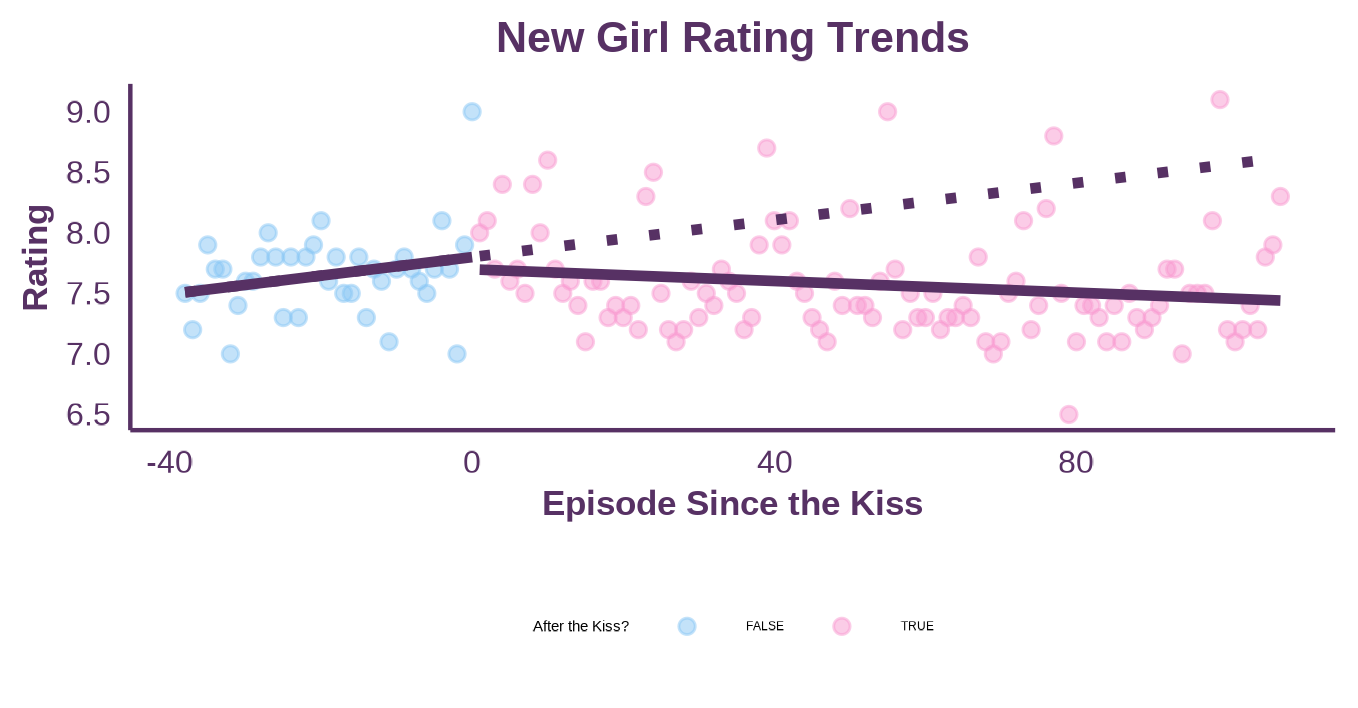 New Girl Rating Trends
Rating
9.0
8.5
8.0
7.5
7.0
6.5
-40 0 40 80
Episode Since the Kiss
After the Kiss? FALSE TRUE